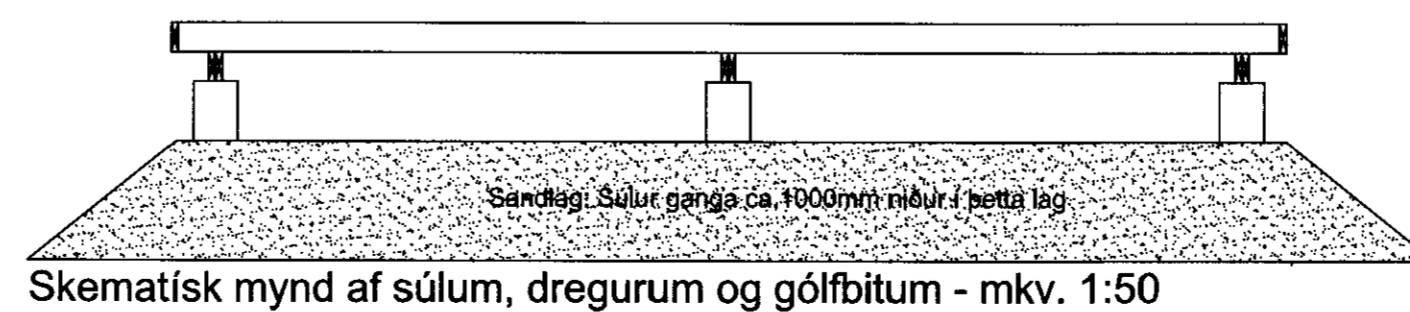 Sandlag: Súlur ganga ca,1000mm niður í þetta lag
Skematísk mynd af súlum, dregurum og gólfbitum - mkv. 1:50